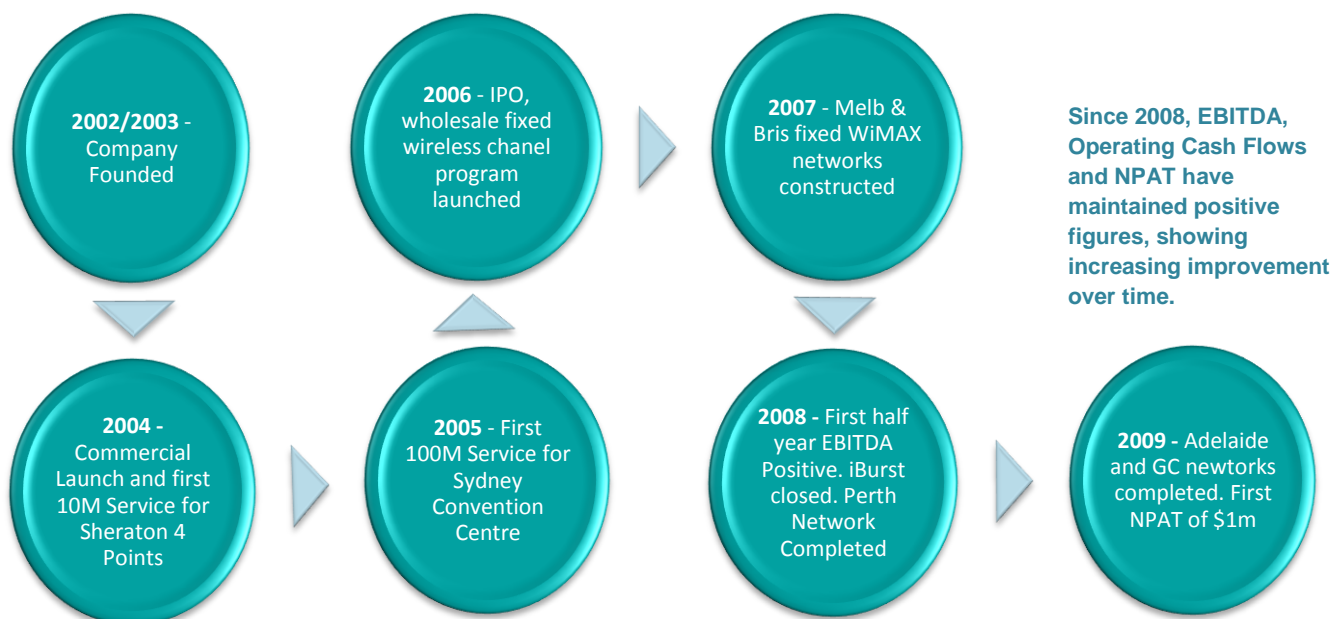 2002/2003 -
Company
Founded
2004 -
Commercial
Launch and first
10M Service for
Sheraton 4
Points
2005 - First
100M Service for
Sydney
Convention
Centre
2006 - IPO,
wholesale fixed
wireless chanel
program
launched
2007 - Melb &
Bris fixed WiMAX
networks
constructed
2008 - First half
year EBITDA
Positive. iBurst
closed. Perth
Network
Completed
2009 - Adelaide
and GC newtorks
completed. First
NPAT of $1m
Since 2008, EBITDA,
Operating Cash Flows
and NPAT have
maintained positive
figures, showing
increasing improvement
over time.